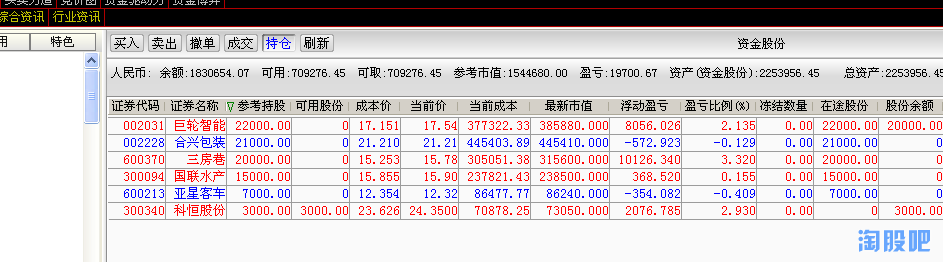 综合资讯 行业资讯
用 特色
买入 卖出 撤单 成交 持仓 刷新 资金股份
人民币: 余额:1830654.07 可用:709276.45 可取:709276.45 参考市值:1544680.00 盈亏:19700.67 资产(资金股份):2253956.45 总资产:2253956.45
证券代码 证券名称 参考持股 可用股份 成本价 当前价 当前成本 最新市值 浮动盈亏 盈亏比例(%) 冻结数量 在途股份 股份余额
002031 巨轮智能 22000.00 0 17.151 17.54 377322.33 385880.000 8056.026 2.135 0.00 22000.00 20000.00
002228 合兴包装 21000.00 0 21.210 21.21 445403.89 445410.000 -572.923 -0.129 0.00 21000.00 0
600370 三房巷 20000.00 0 15.253 15.78 305051.38 315600.000 10126.340 3.320 0.00 20000.00 0
300094 国联水产 15000.00 0 15.855 15.90 237821.43 238500.000 368.520 0.155 0.00 15000.00 0
600213 亚星客车 7000.00 0 12.354 12.32 86477.77 86240.000 -354.082 -0.409 0.00 7000.00 0
300340 科恒股份 3000.00 3000.00 23.626 24.3500 70878.25 73050.000 2076.785 2.930 0.00 0 3000.00
淘股吧